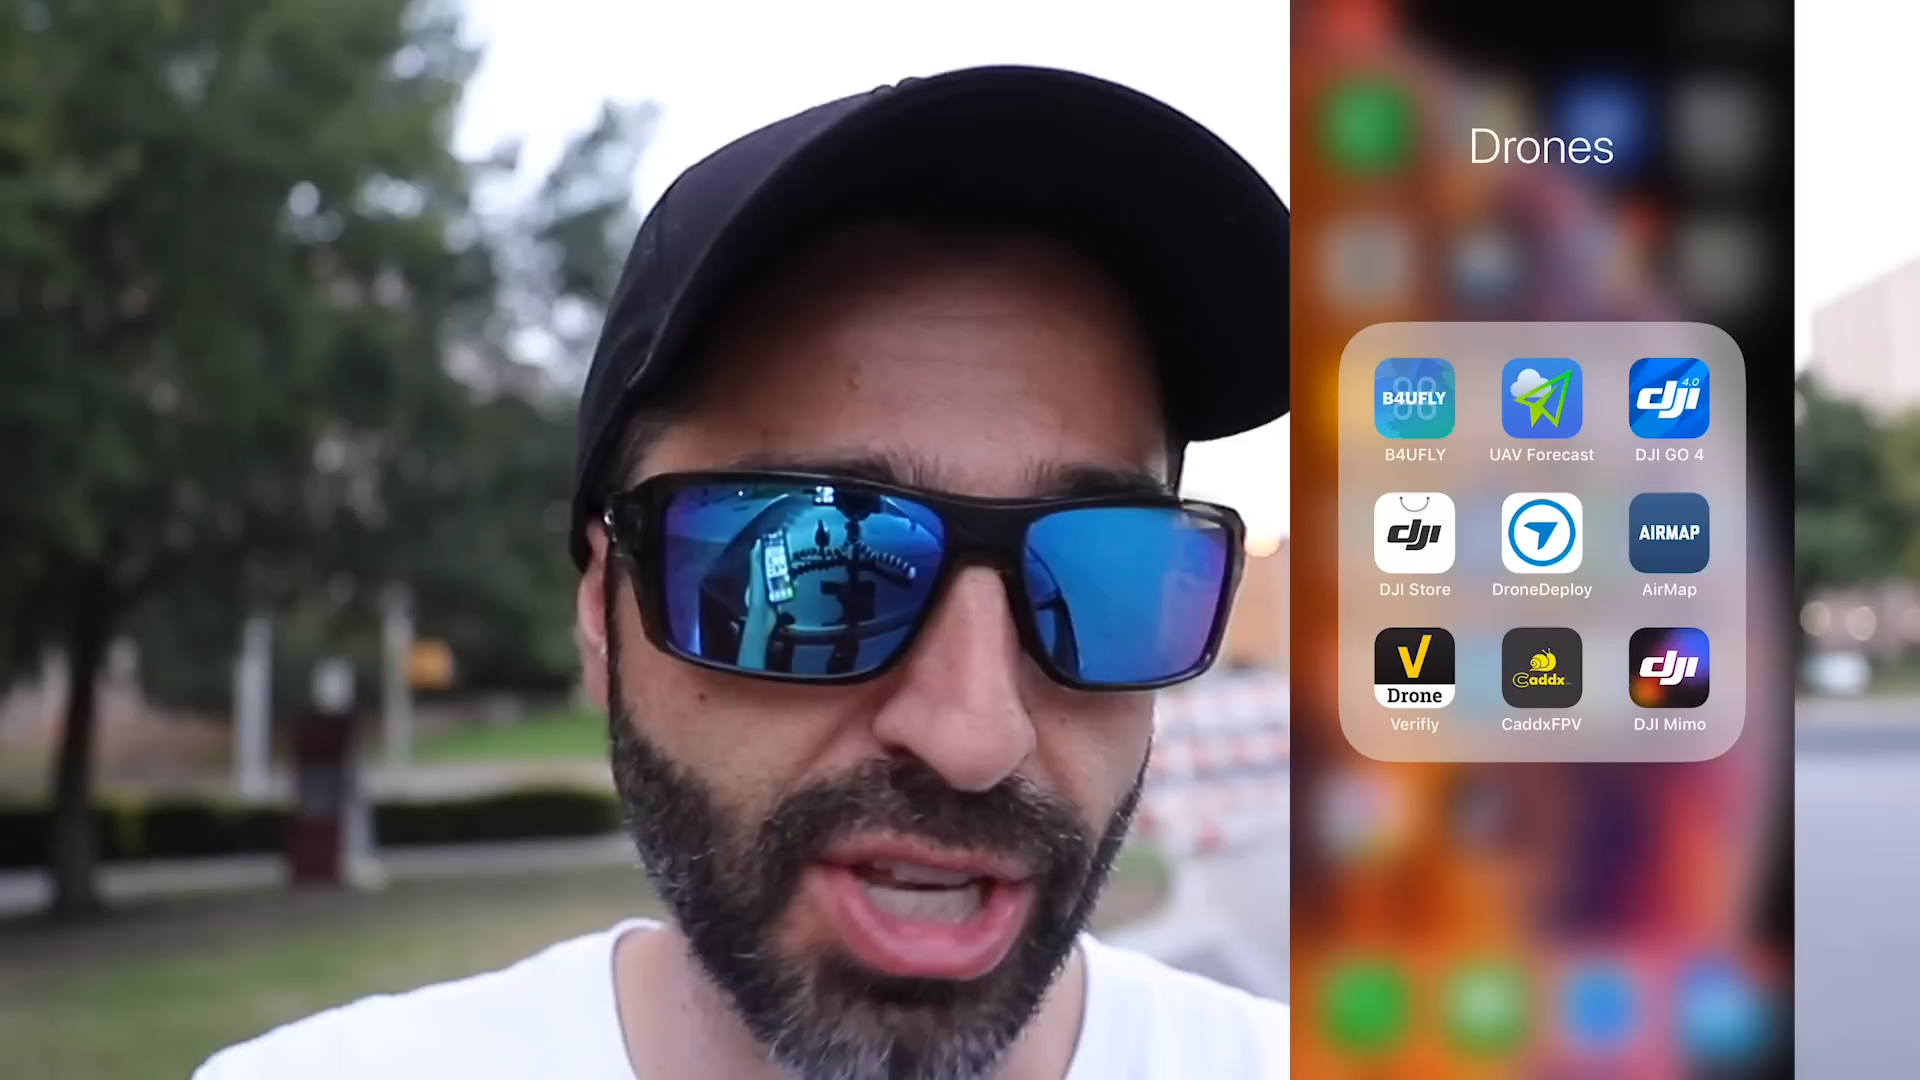 Drones
B4UFLY
4.0
dji
B4UFLY
UAV Forecast
DJI GO 4
dji
AIRMAP
DJI Store
DroneDeploy
AirMap
V
Drone
Caddx
dji
Verifly
CaddxFPV
DJI Mimo